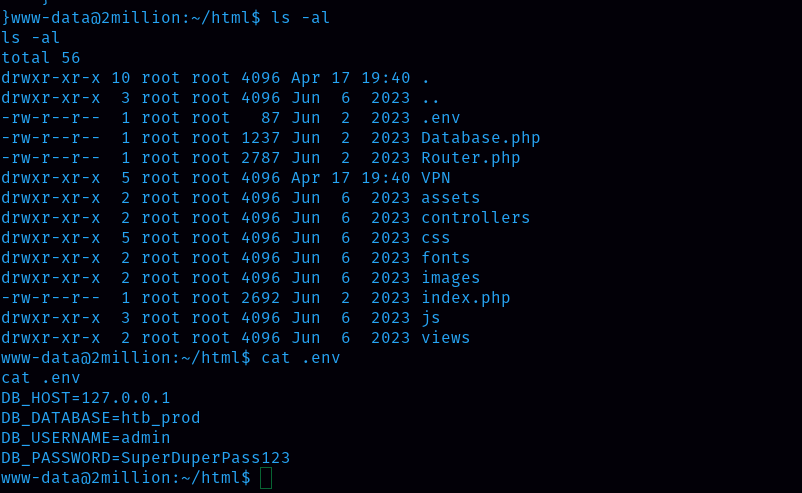 }www-data@2million:~/html$ ls -al
ls -al
total 56
drwxr-xr-x 10 root root 4096 Apr 17 19:40 .
drwxr-xr-x  3 root root 4096 Jun  6  2023 ..
-rw-r--r--  1 root root   87 Jun  2  2023 .env
-rw-r--r--  1 root root 1237 Jun  2  2023 Database.php
-rw-r--r--  1 root root 2787 Jun  2  2023 Router.php
drwxr-xr-x  5 root root 4096 Apr 17 19:40 VPN
drwxr-xr-x  2 root root 4096 Jun  6  2023 assets
drwxr-xr-x  2 root root 4096 Jun  6  2023 controllers
drwxr-xr-x  5 root root 4096 Jun  6  2023 css
drwxr-xr-x  2 root root 4096 Jun  6  2023 fonts
drwxr-xr-x  2 root root 4096 Jun  6  2023 images
-rw-r--r--  1 root root 2692 Jun  2  2023 index.php
drwxr-xr-x  3 root root 4096 Jun  6  2023 js
drwxr-xr-x  2 root root 4096 Jun  6  2023 views
www-data@2million:~/html$ cat .env
cat .env
DB_HOST=127.0.0.1
DB_DATABASE=htb_prod
DB_USERNAME=admin
DB_PASSWORD=SuperDuperPass123
www-data@2million:~/html$